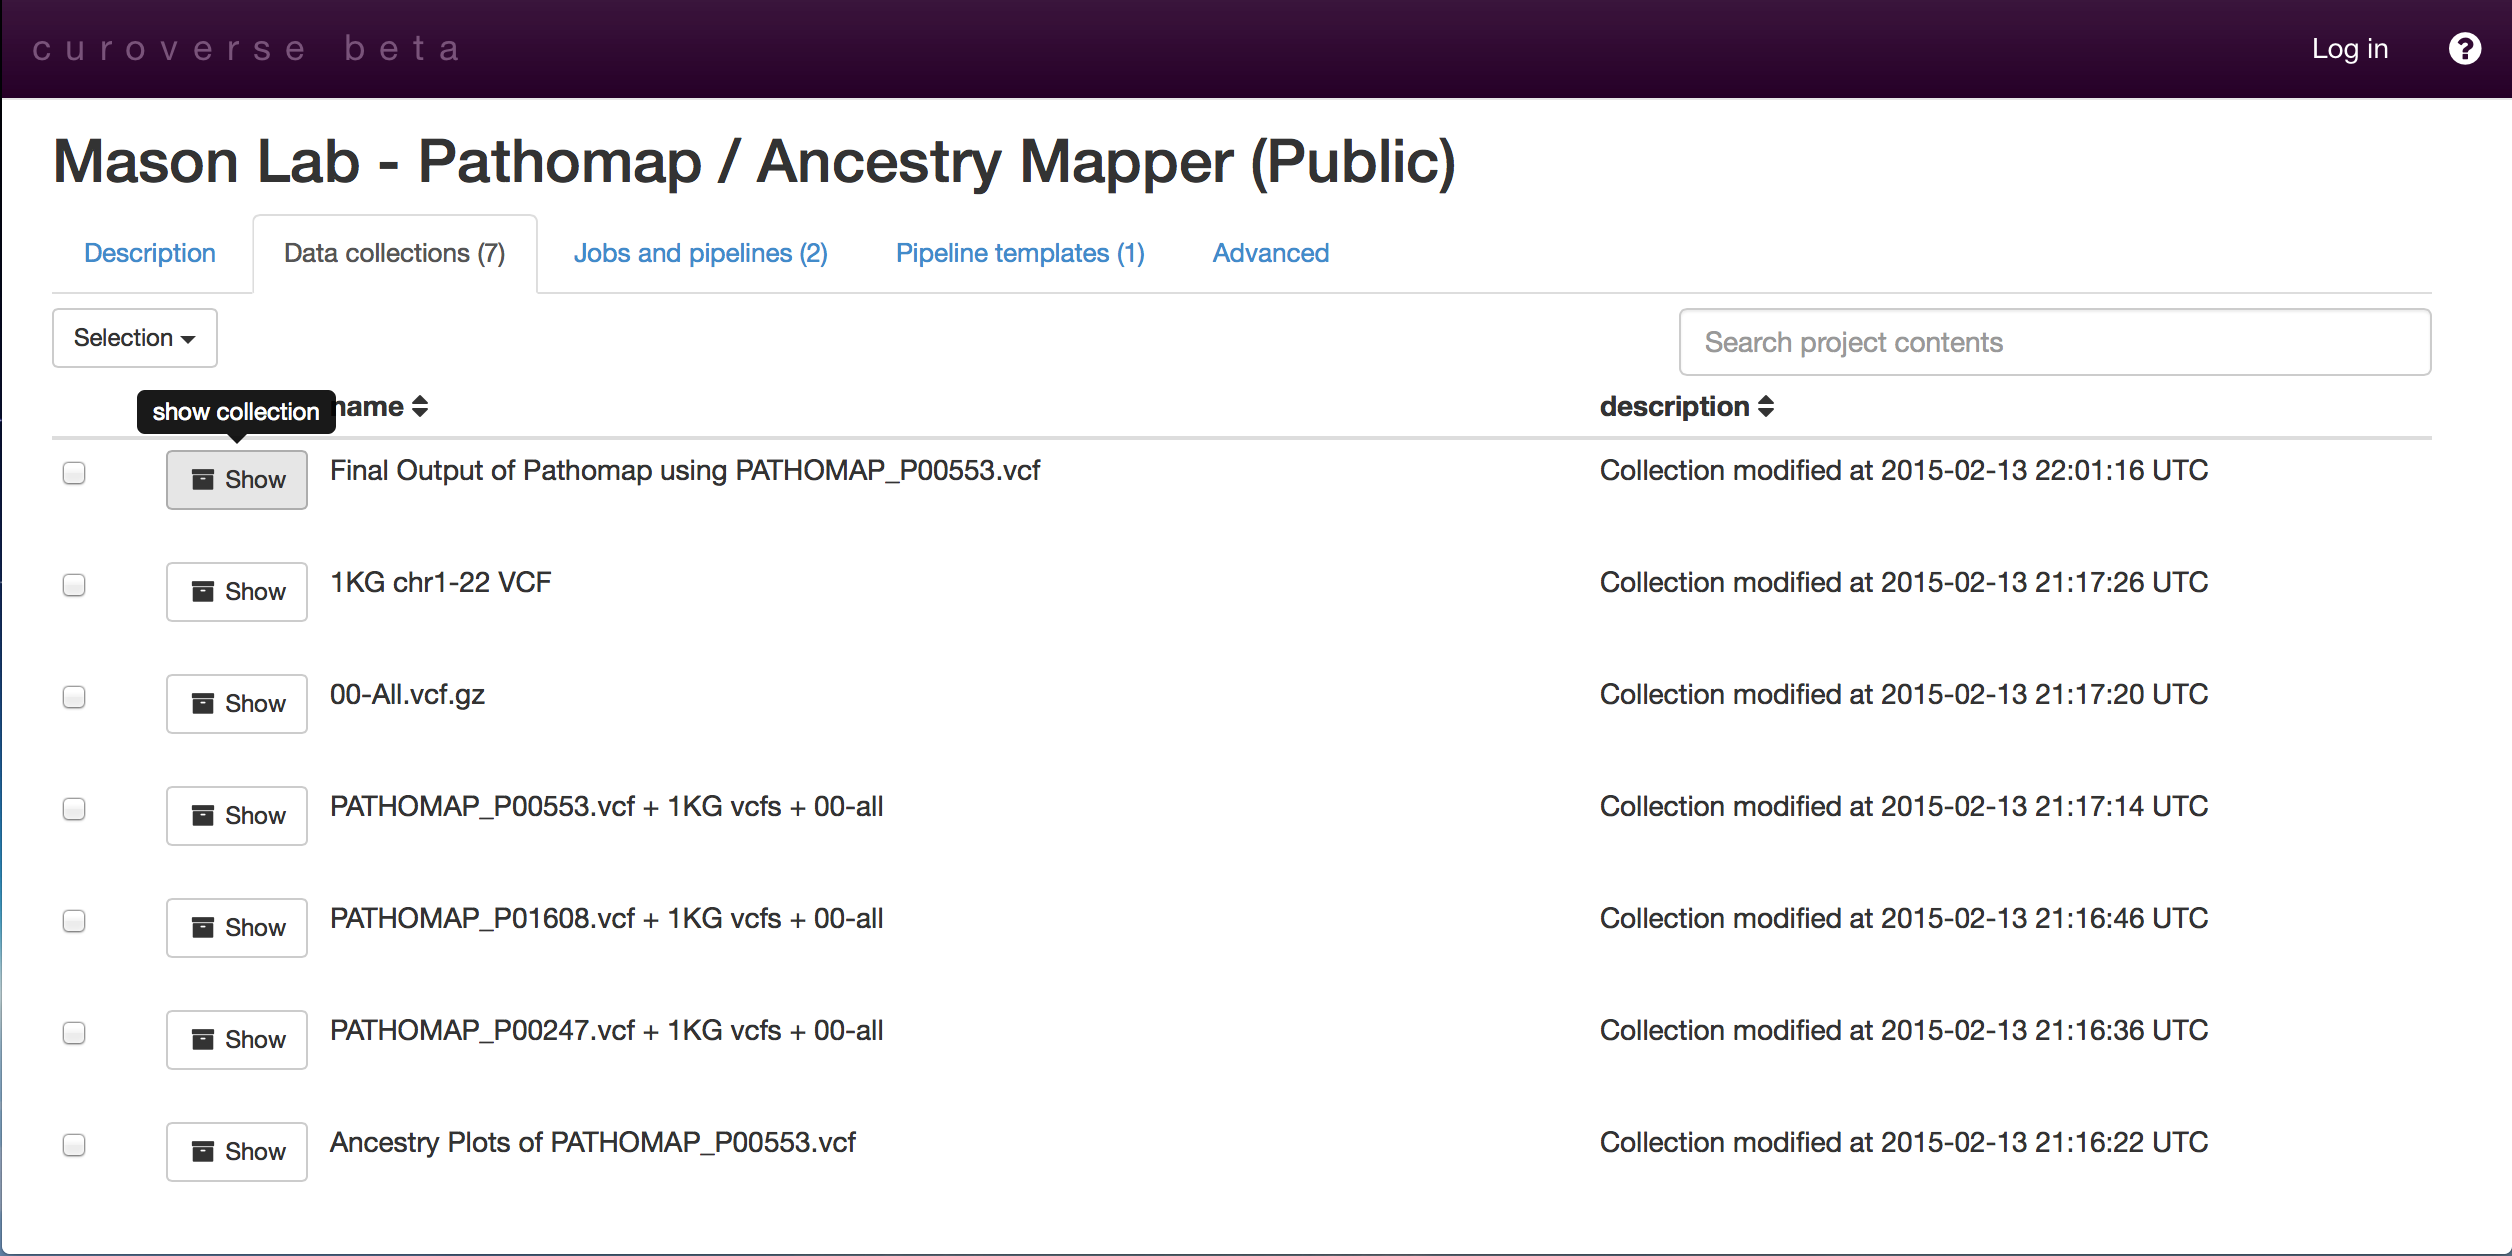 curoverse beta Log in ?
Mason Lab - Pathomap / Ancestry Mapper (Public)
Description Data collections (7) Jobs and pipelines (2) Pipeline templates (1) Advanced
Selection Search project contents
show collection name description
Show Final Output of Pathomap using PATHOMAP_P00553.vcf Collection modified at 2015-02-13 22:01:16 UTC
Show 1KG chr1-22 VCF Collection modified at 2015-02-13 21:17:26 UTC
Show 00-All.vcf.gz Collection modified at 2015-02-13 21:17:20 UTC
Show PATHOMAP_P00553.vcf + 1KG vcfs + 00-all Collection modified at 2015-02-13 21:17:14 UTC
Show PATHOMAP_P01608.vcf + 1KG vcfs + 00-all Collection modified at 2015-02-13 21:16:46 UTC
Show PATHOMAP_P00247.vcf + 1KG vcfs + 00-all Collection modified at 2015-02-13 21:16:36 UTC
Show Ancestry Plots of PATHOMAP_P00553.vcf Collection modified at 2015-02-13 21:16:22 UTC